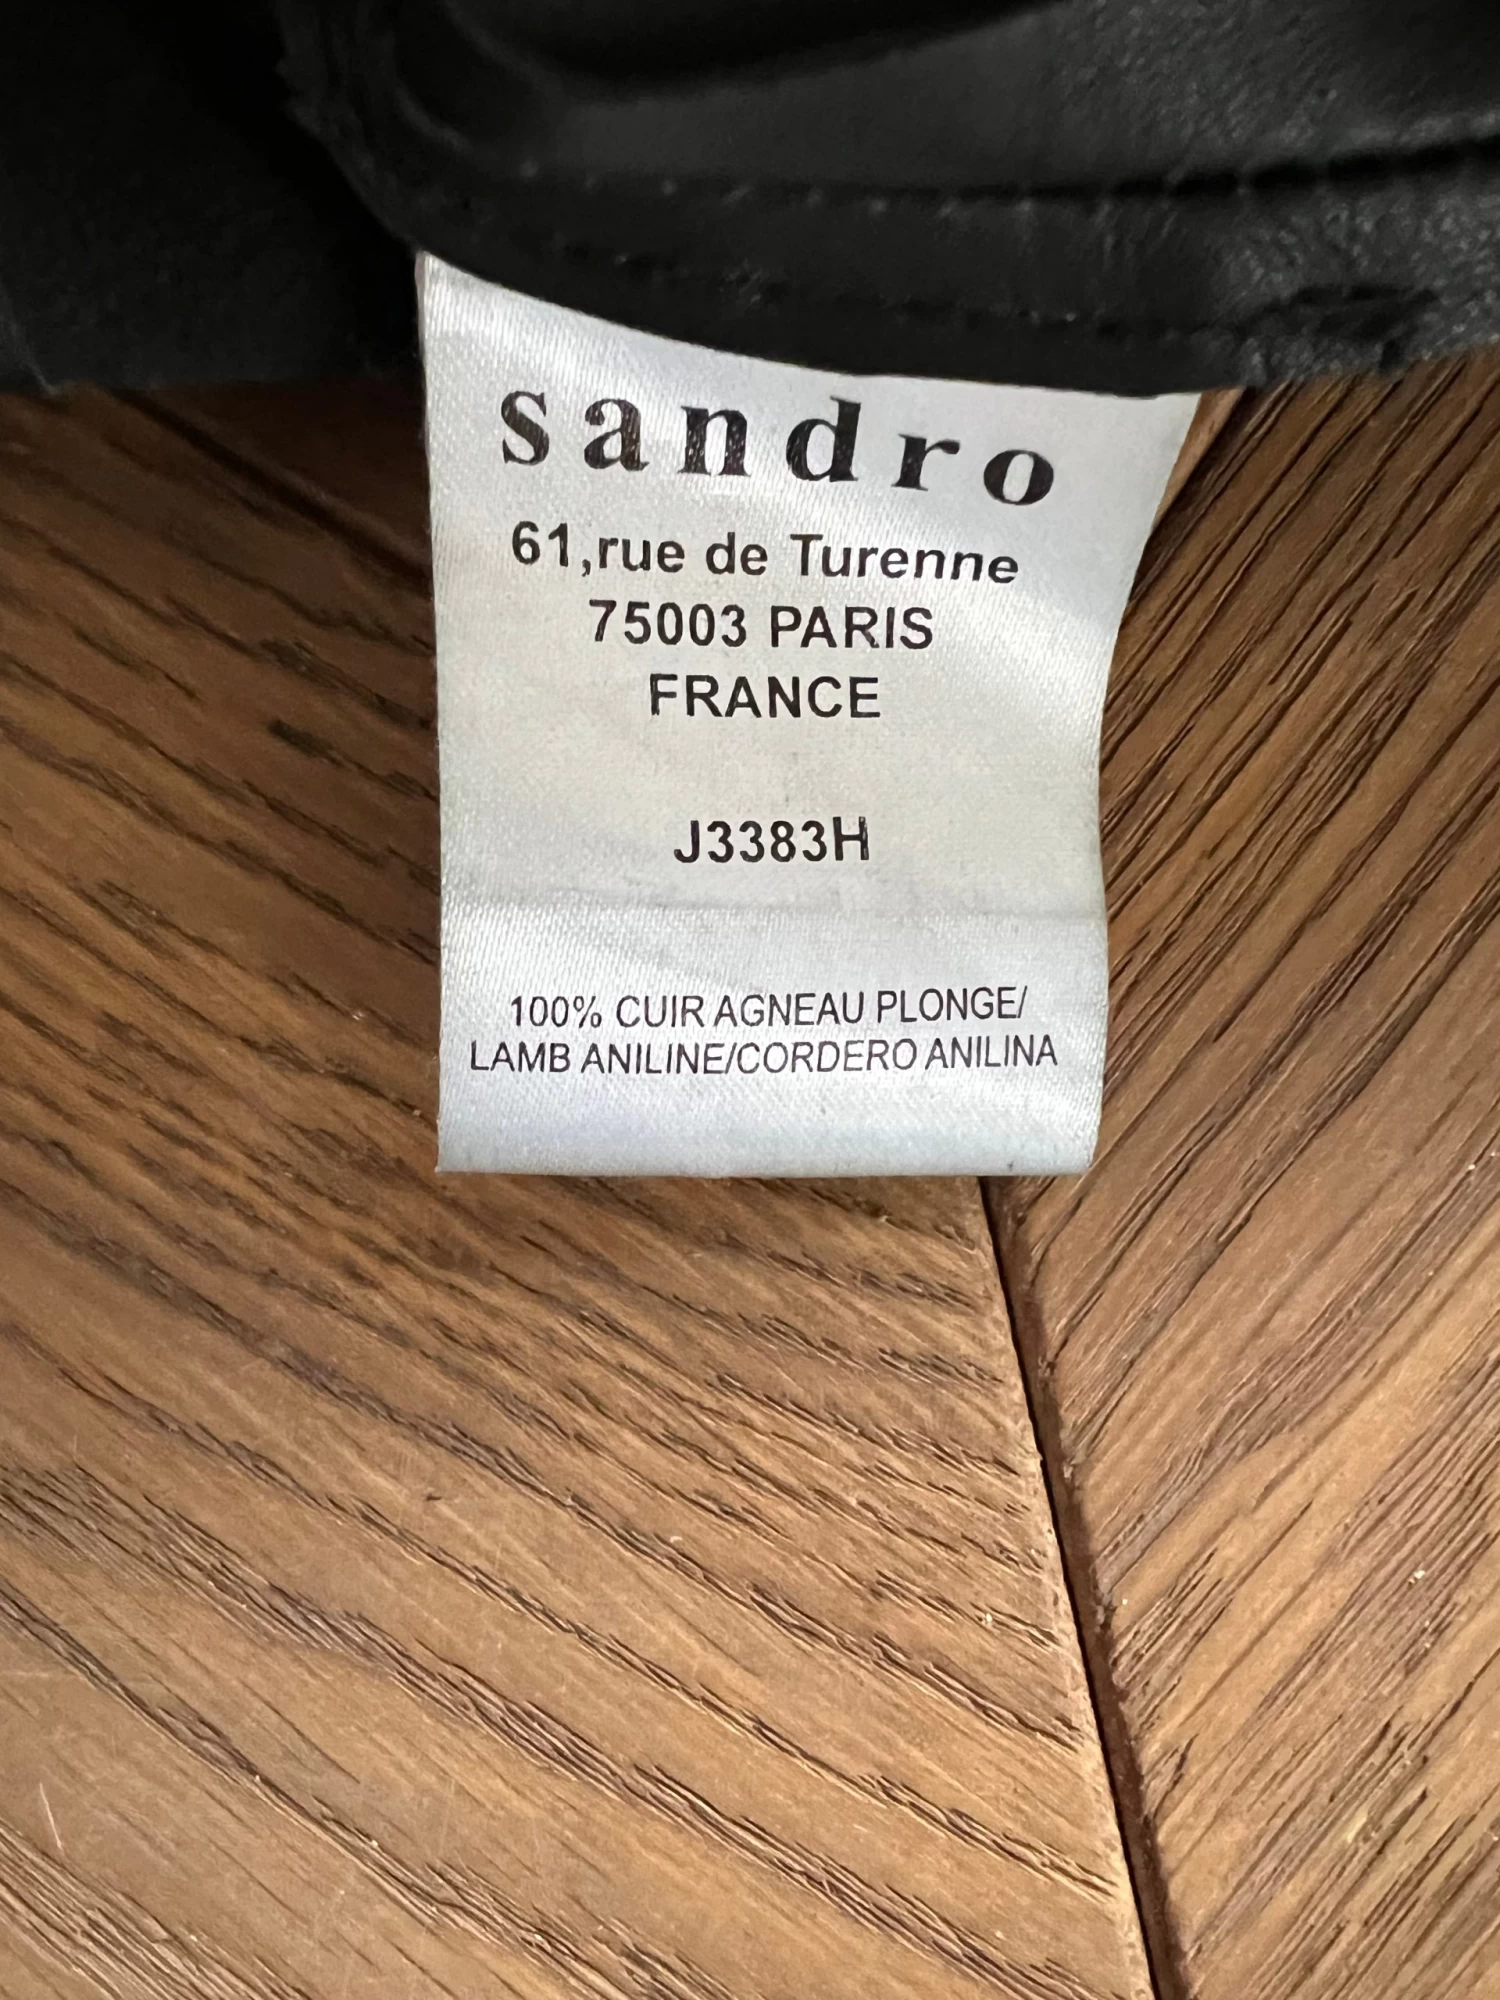 sandro
61,rue de Turenne
75003 PARIS
FRANCE
J3383H
100% CUIR AGNEAU PLONGE/
LAMB ANILINE/CORDERO ANILINA